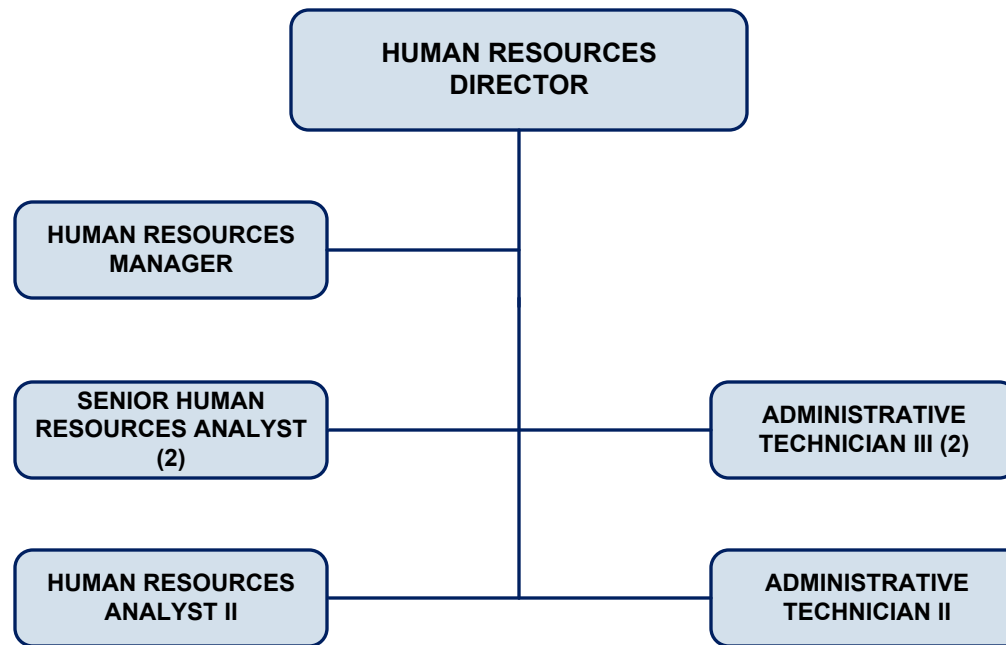 HUMAN RESOURCES
DIRECTOR
HUMAN RESOURCES
MANAGER
SENIOR HUMAN
RESOURCES ANALYST
(2)
ADMINISTRATIVE
TECHNICIAN III (2)
HUMAN RESOURCES
ANALYST II
ADMINISTRATIVE
TECHNICIAN II